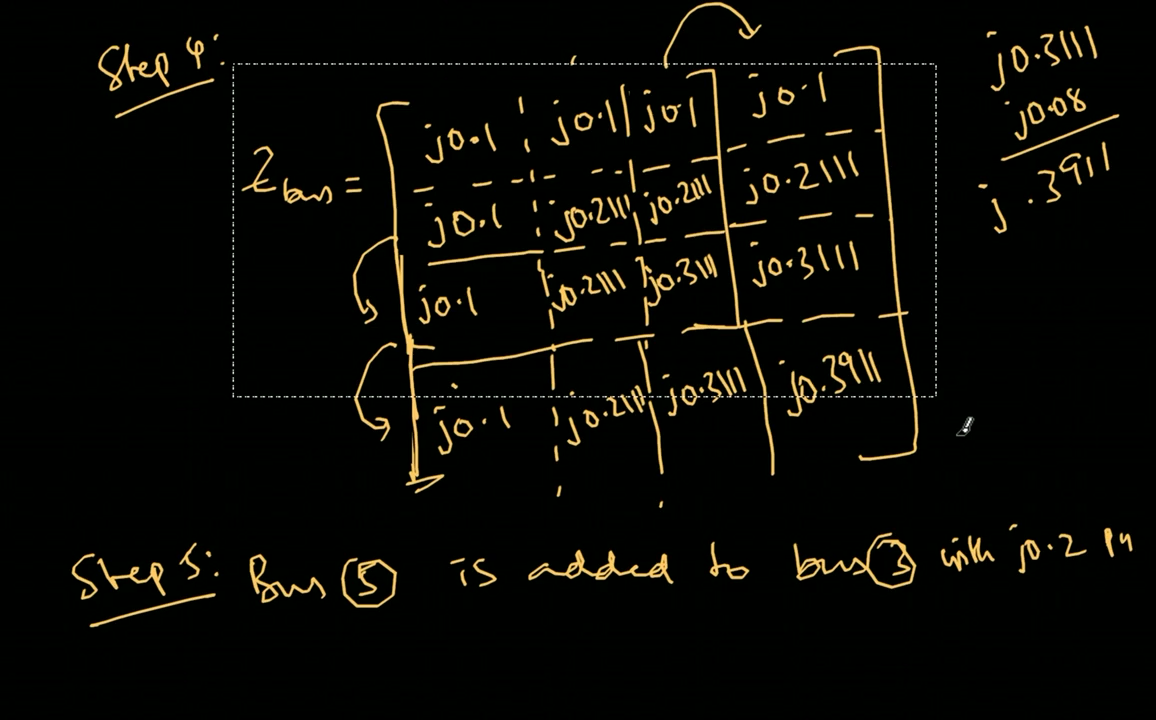 Step 4:
Zbus = j0.1 j0.1 j0.1 j0.1
j0.1 j0.2111 j0.2111 j0.2111
j0.1 j0.2111 j0.3111 j0.3111
j0.1 j0.2111 j0.3111 j0.3911
j0.3111
j0.08
j.3911
Step 5: Bus 5 is added to bus 3 with j0.2 pu